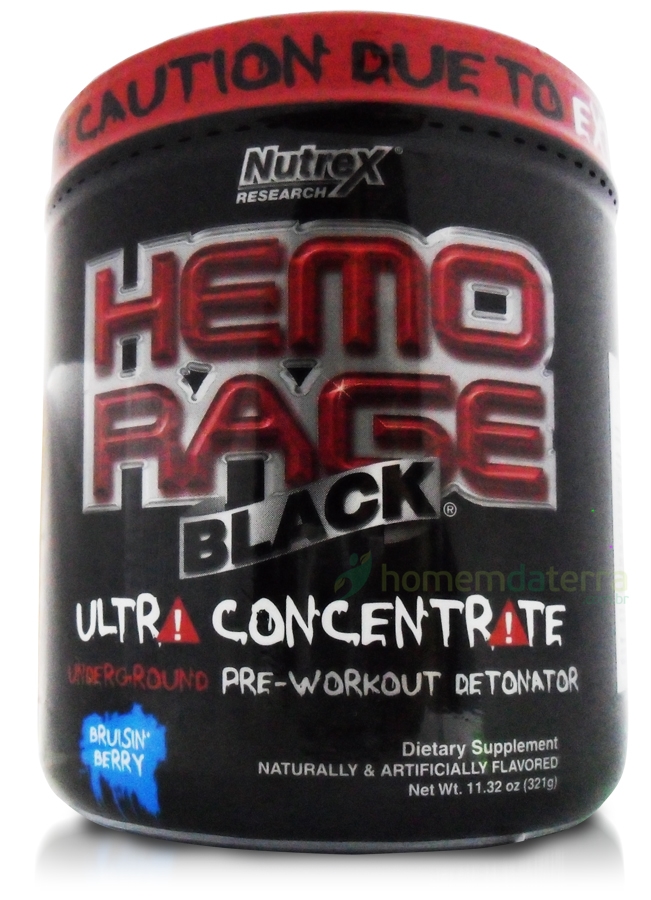 CAUTION DUE TO EX
NutreX®
RESEARCH
HEMO
RAGE
BLACK®
homemdaterra
ULTRA CONCENTRATE
UNDERGROUND PRE-WORKOUT DETONATOR
BRUISIN'
BERRY
Dietary Supplement
NATURALLY & ARTIFICIALLY FLAVORED
Net Wt. 11.32 oz (321g)